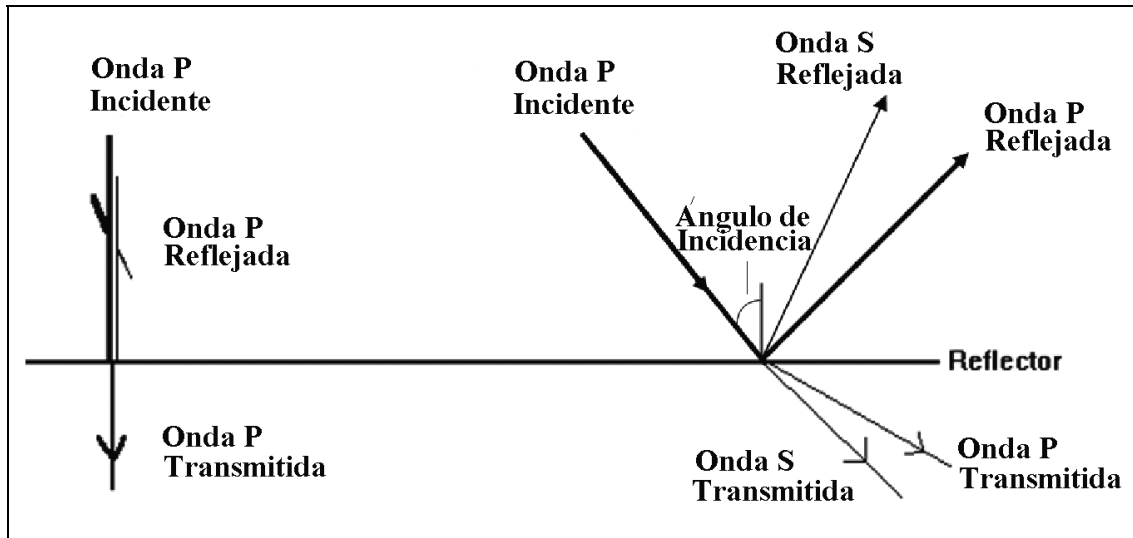 Onda P
Incidente
Onda P
Reflejada
Onda P
Transmitida
Onda P
Incidente
Onda S
Reflejada
Onda P
Reflejada
Ángulo de
Incidencia
Reflector
Onda S
Transmitida
Onda P
Transmitida